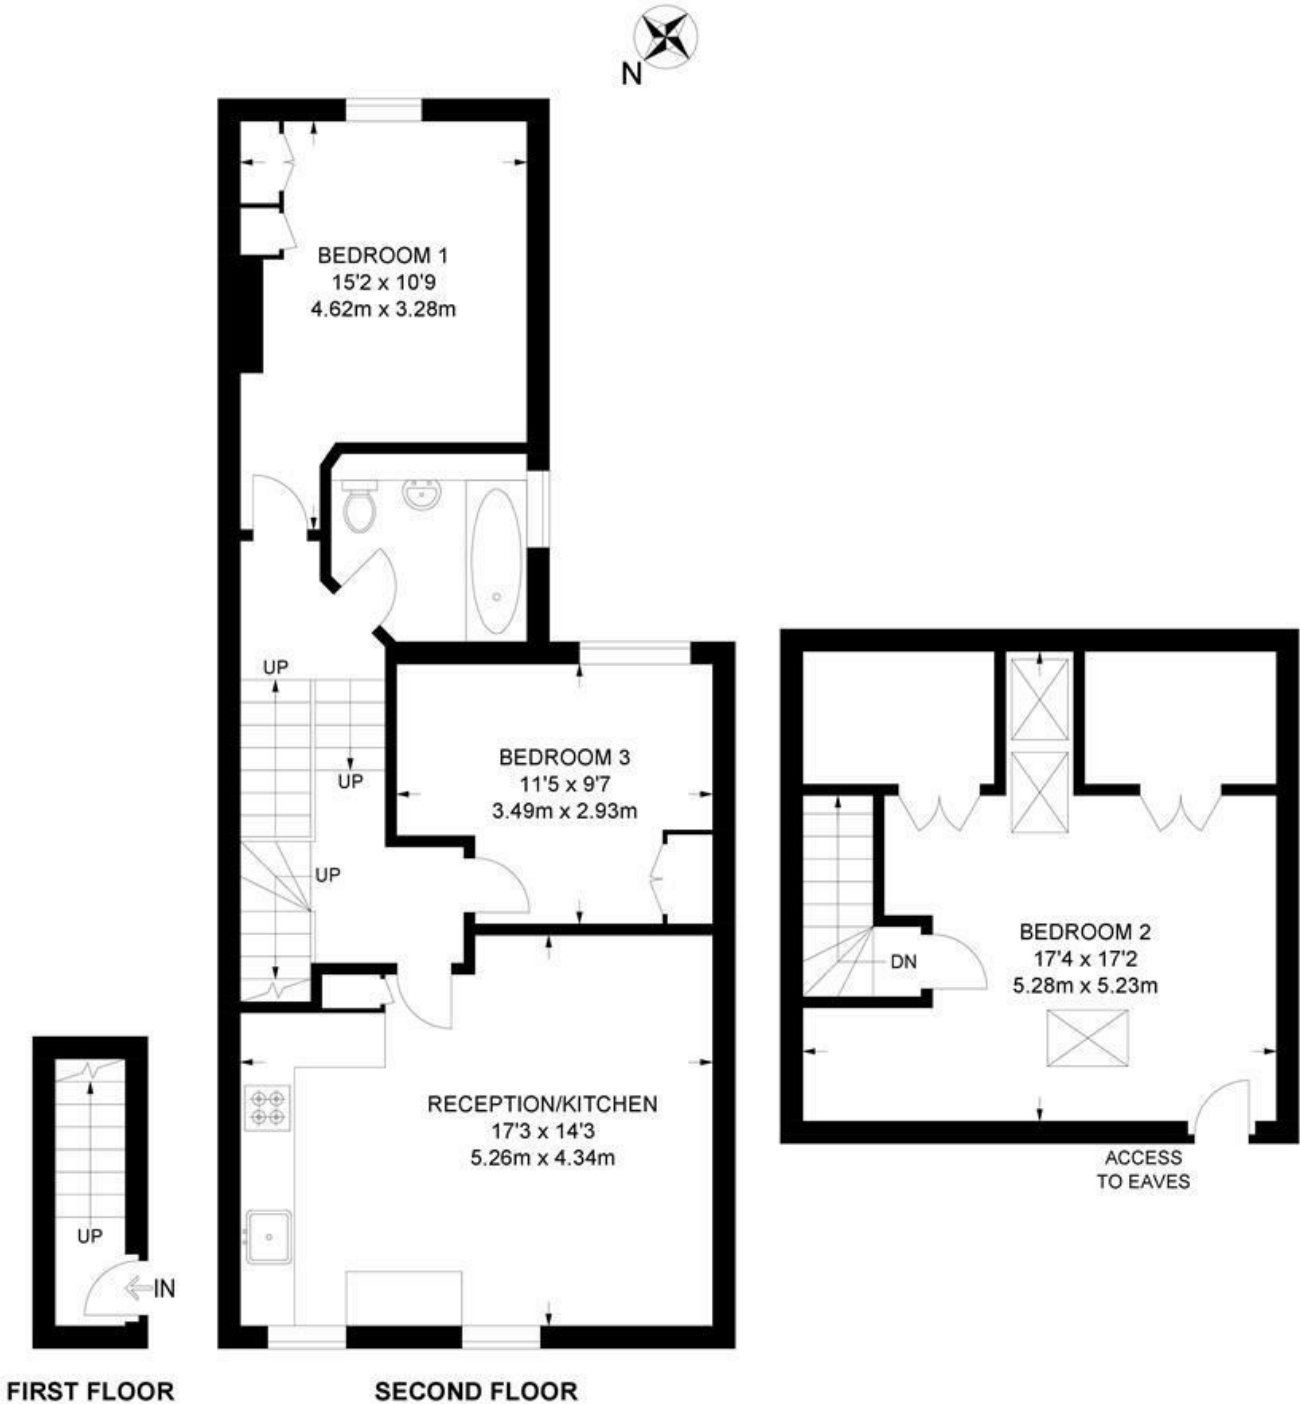 N
BEDROOM 1
15'2 x 10'9
4.62m x 3.28m
UP
UP
UP
BEDROOM 3
11'5 x 9'7
3.49m x 2.93m
RECEPTION/KITCHEN
17'3 x 14'3
5.26m x 4.34m
BEDROOM 2
17'4 x 17'2
5.28m x 5.23m
DN
ACCESS
TO EAVES
UP
IN
FIRST FLOOR
SECOND FLOOR